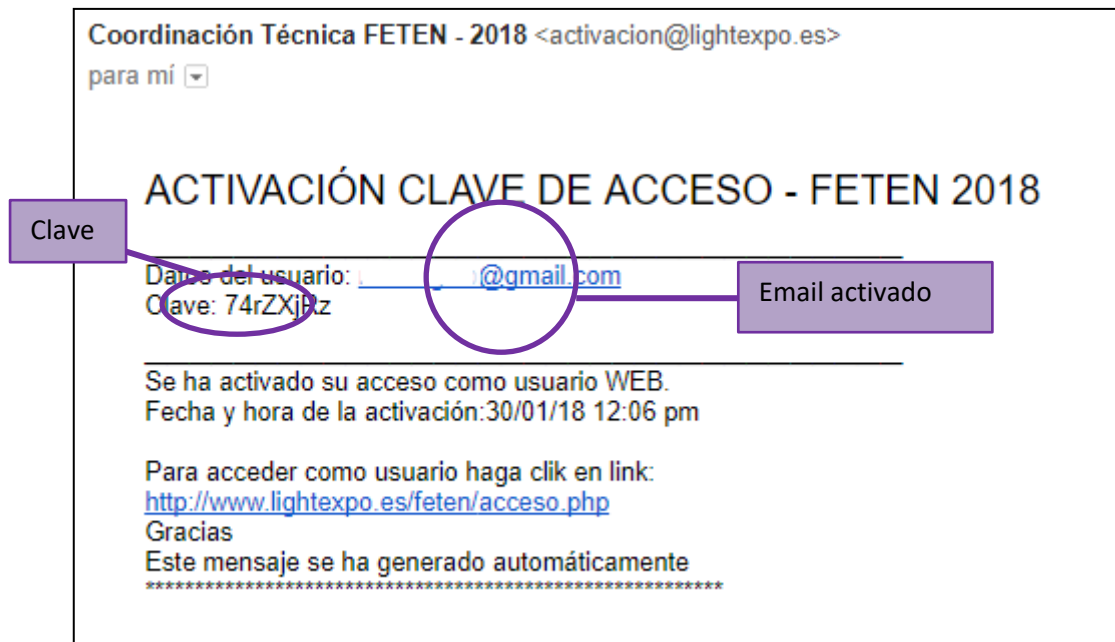 Coordinación Técnica FETEN - 2018 <activacion@lightexpo.es>
para mí
ACTIVACIÓN CLAVE DE ACCESO - FETEN 2018
Clave
Datos del usuario: @gmail.com
Clave: 74rZXjRz
Email activado
Se ha activado su acceso como usuario WEB.
Fecha y hora de la activación:30/01/18 12:06 pm
Para acceder como usuario haga clik en link:
http://www.lightexpo.es/feten/acceso.php
Gracias
Este mensaje se ha generado automáticamente
**********************************************************